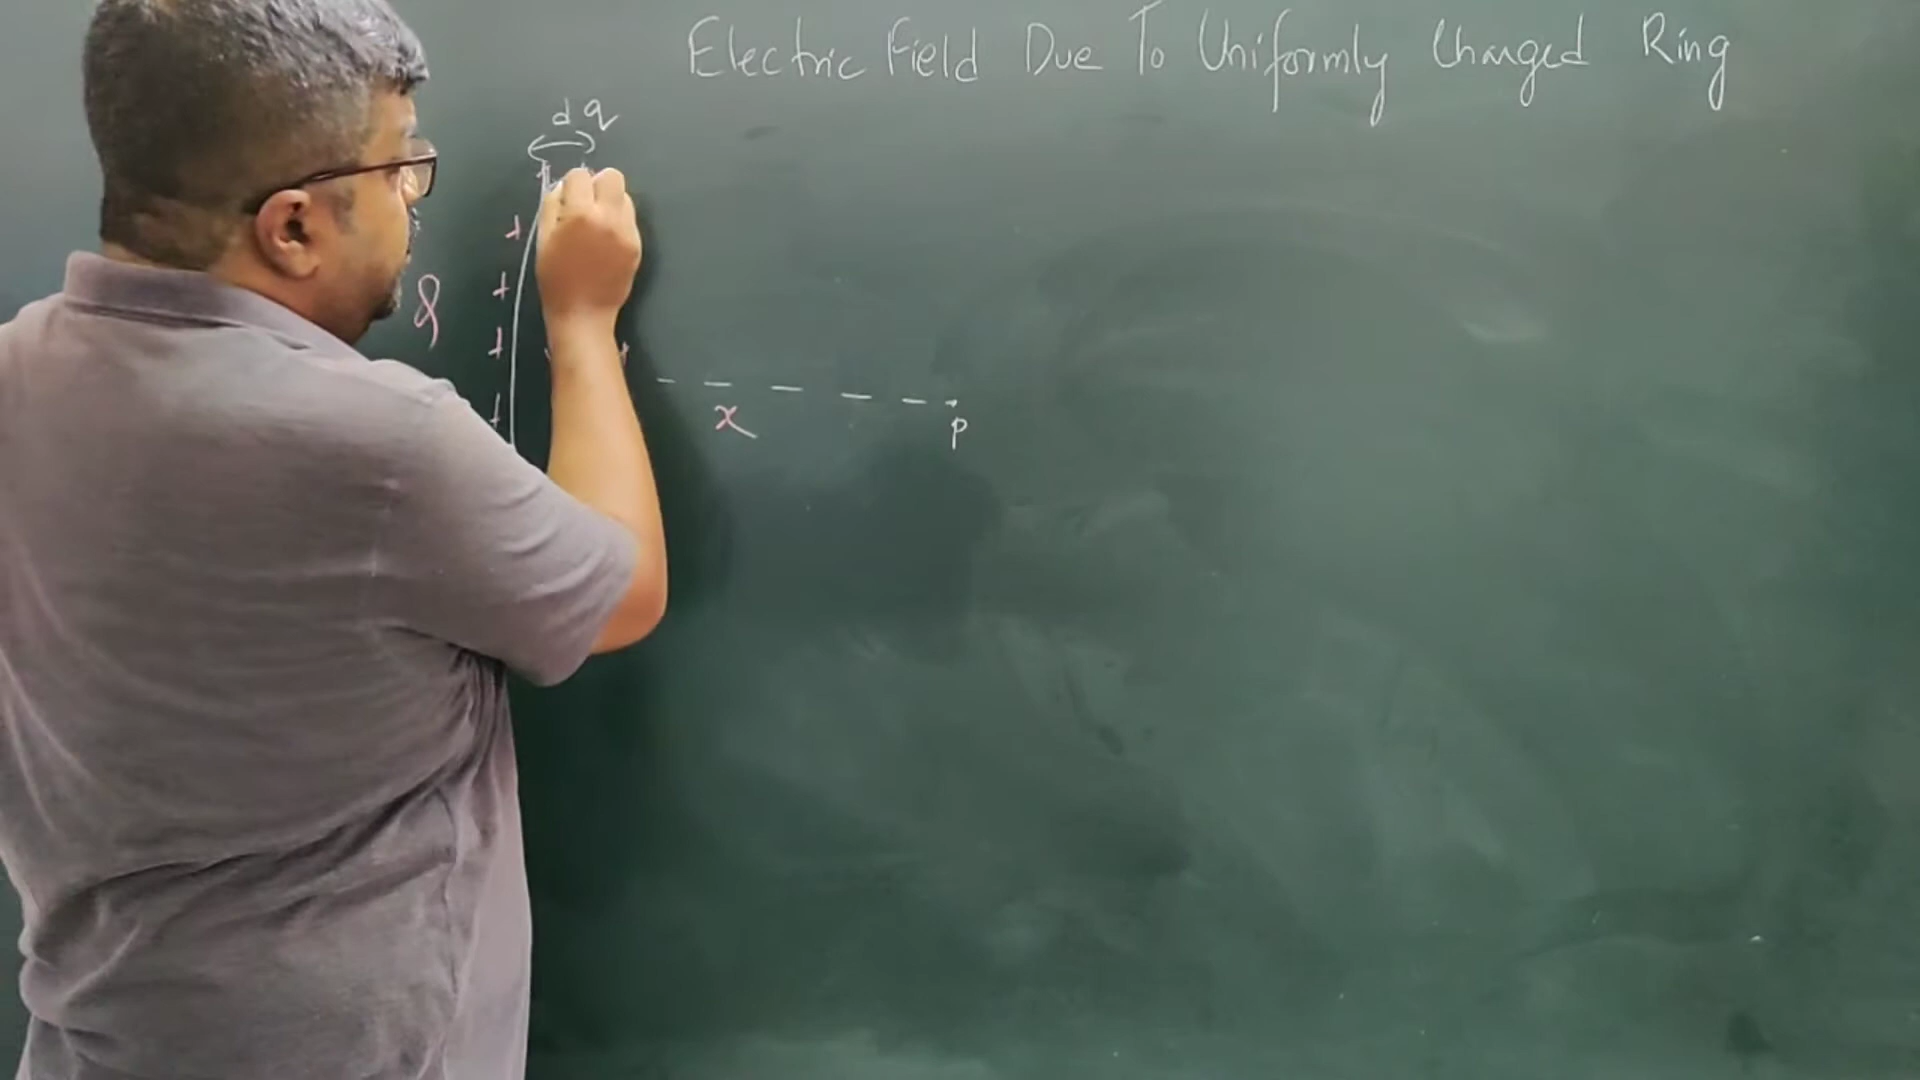 Electric Field Due To Uniformly Charged Ring
dq
+
+
+
+
x
p